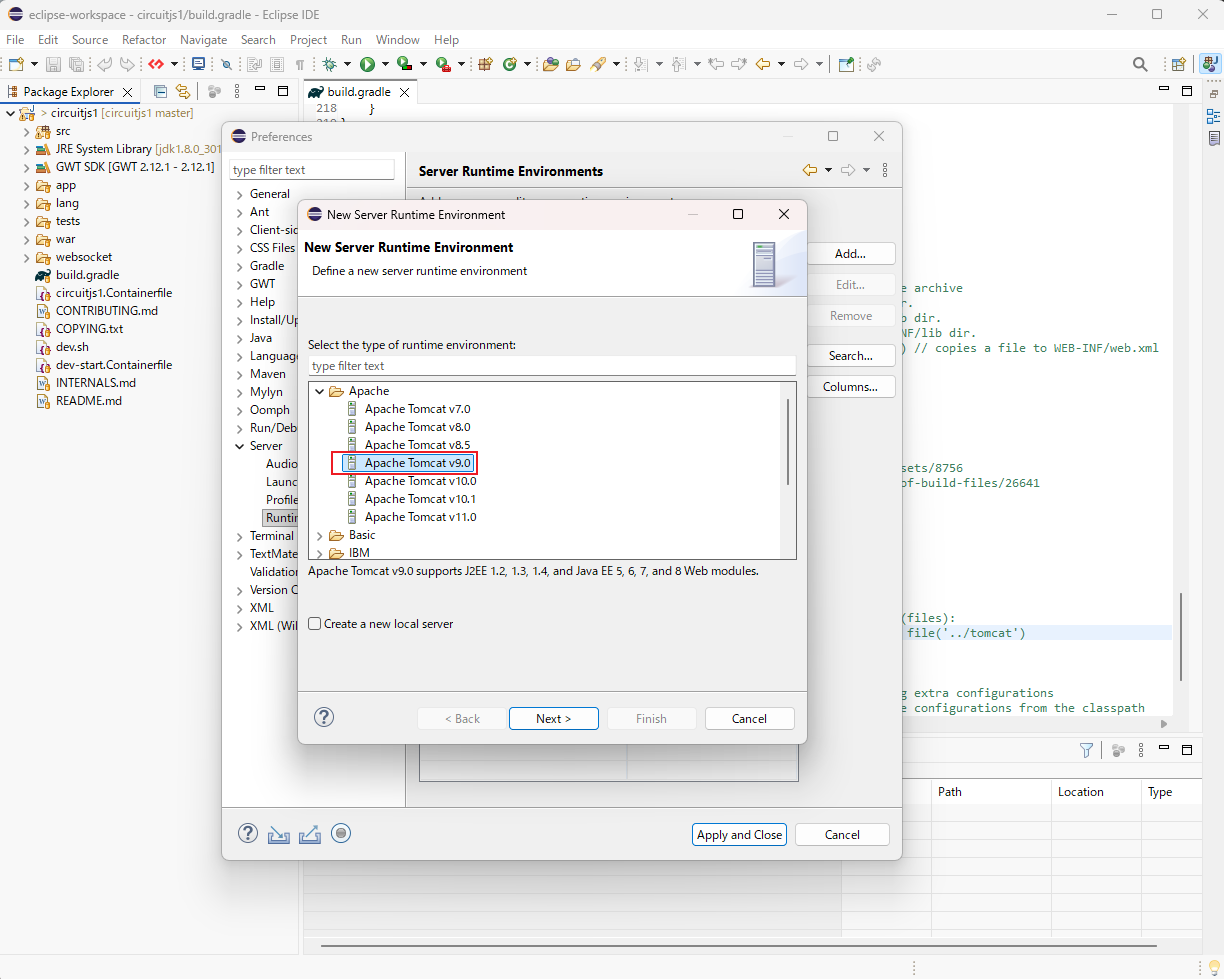 eclipse-workspace - circuitjs1/build.gradle - Eclipse IDE
File Edit Source Refactor Navigate Search Project Run Window Help
Package Explorer
build.gradle
> circuitjs1 [circuitjs1 master]
src
JRE System Library [jdk1.8.0_301
GWT SDK [GWT 2.12.1 - 2.12.1]
app
lang
tests
war
websocket
build.gradle
circuitjs1.Containerfile
CONTRIBUTING.md
COPYING.txt
dev.sh
dev-start.Containerfile
INTERNALS.md
README.md
218 }
Preferences
type filter text
General
Ant
Client-sid
CSS Files
Gradle
GWT
Help
Install/Up
Java
Language
Maven
Mylyn
Oomph
Run/Deb
Server
Audio
Launc
Profile
Runtin
Terminal
TextMate
Validation
Version C
XML
XML (Wil
Server Runtime Environments
Add...
Edit...
Remove
Search...
Columns...
Apply and Close
Cancel
New Server Runtime Environment
New Server Runtime Environment
Define a new server runtime environment
Select the type of runtime environment:
type filter text
Apache
Apache Tomcat v7.0
Apache Tomcat v8.0
Apache Tomcat v8.5
Apache Tomcat v9.0
Apache Tomcat v10.0
Apache Tomcat v10.1
Apache Tomcat v11.0
Basic
IBM
Apache Tomcat v9.0 supports J2EE 1.2, 1.3, 1.4, and Java EE 5, 6, 7, and 8 Web modules.
Create a new local server
< Back
Next >
Finish
Cancel
e archive
r.
b dir.
NF/lib dir.
) // copies a file to WEB-INF/web.xml
sets/8756
of-build-files/26641
(files):
file('../tomcat')
g extra configurations
e configurations from the classpath
Path Location Type